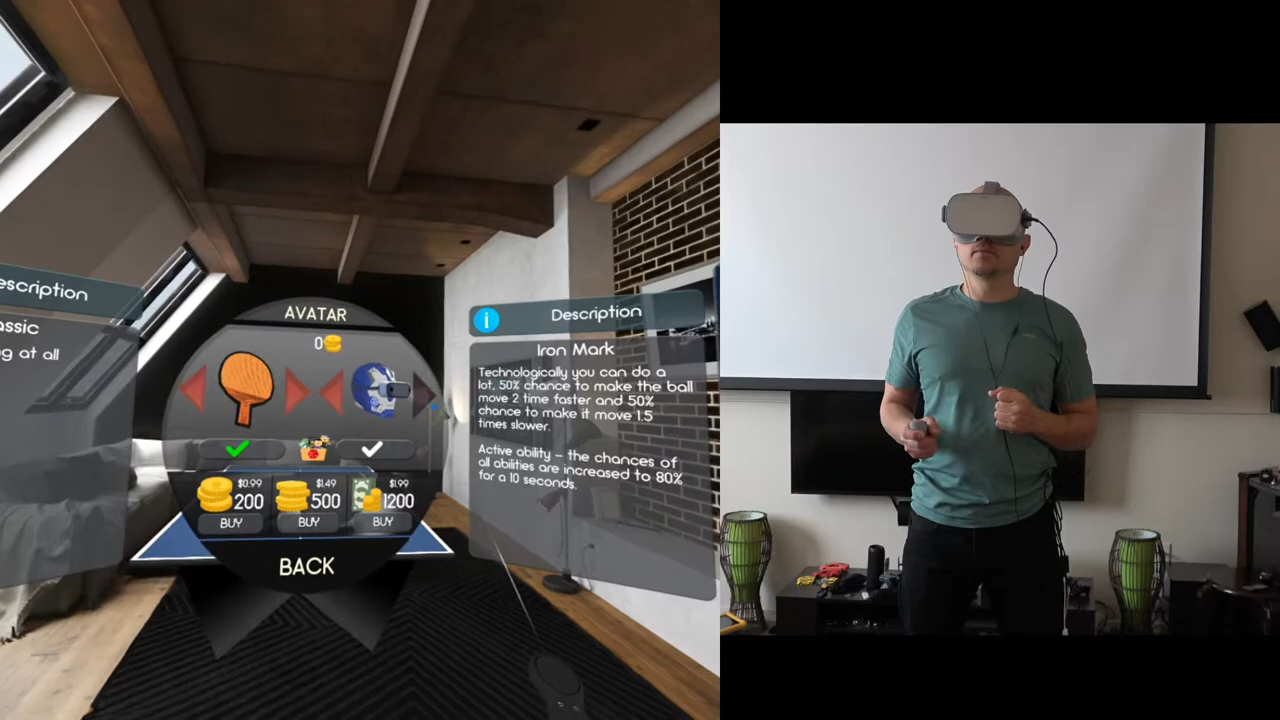 escription
assic
g at all
AVATAR
0
$0.99
200
BUY
$1.49
500
BUY
$1.99
1200
BUY
BACK
Description
Iron Mark
Technologically you can do a
lot, 50% chance to make the ball
move 2 time faster and 50%
chance to make it move 1.5
times slower.
Active ability – the chances of
all abilities are increased to 80%
for a 10 seconds.